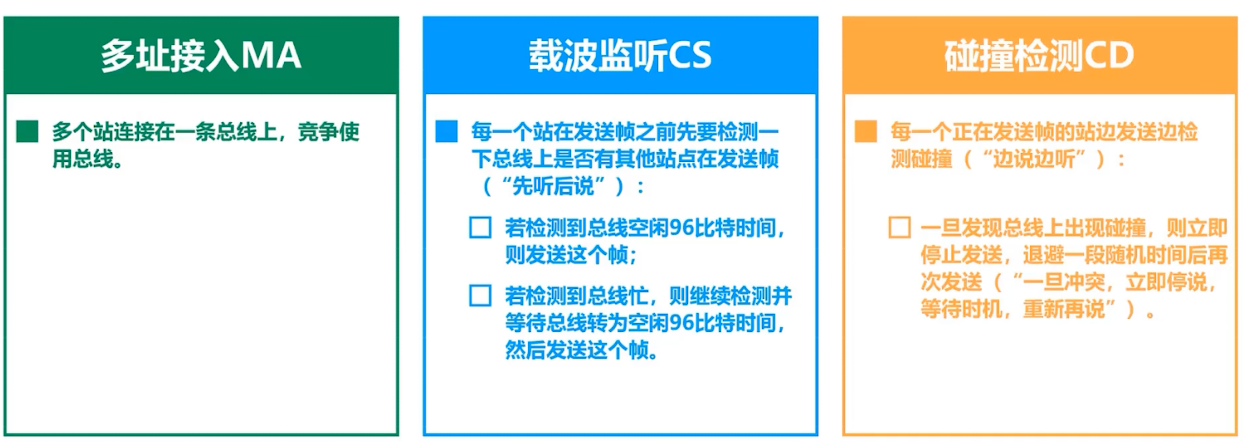 多址接入MA
多个站连接在一条总线上，竞争使
用总线。
载波监听CS
每一个站在发送帧之前先要检测一
下总线上是否有其他站点在发送帧
（“先听后说”）：
若检测到总线空闲96比特时间，
则发送这个帧；
若检测到总线忙，则继续检测并
等待总线转为空闲96比特时间，
然后发送这个帧。
碰撞检测CD
每一个正在发送帧的站边发送边检
测碰撞（“边说边听”）：
一旦发现总线上出现碰撞，则立即
停止发送，退避一段随机时间后再
次发送（“一旦冲突，立即停说，
等待时机，重新再说”）。